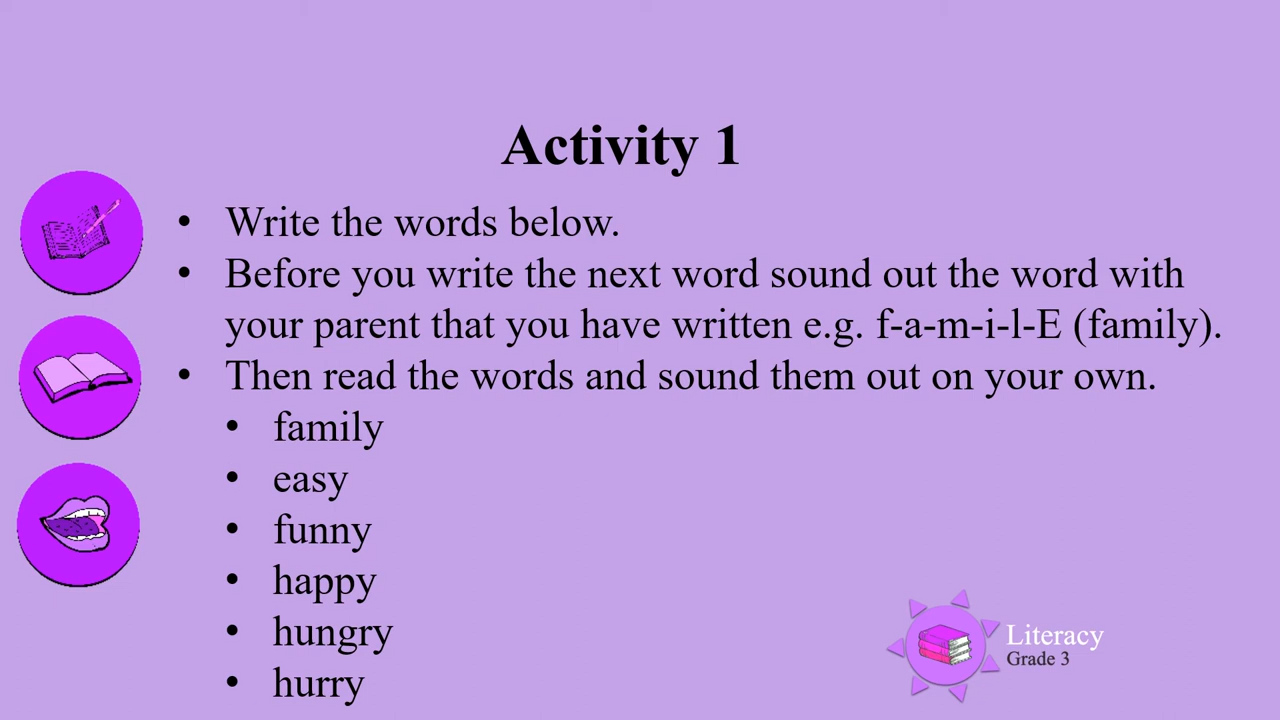 Activity 1
• Write the words below.
• Before you write the next word sound out the word with
your parent that you have written e.g. f-a-m-i-l-E (family).
• Then read the words and sound them out on your own.
• family
• easy
• funny
• happy
• hungry
• hurry
Literacy
Grade 3